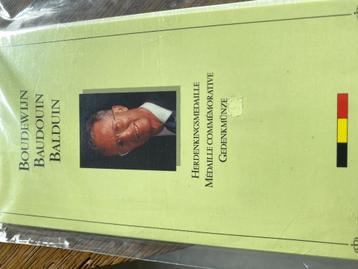 BOUDEWIJN
BAUDOUIN
BALDUIN
HERDENKINGSMEDAILLE
MÉDAILLE COMMÉMORATIVE
GEDENKMÜNZE